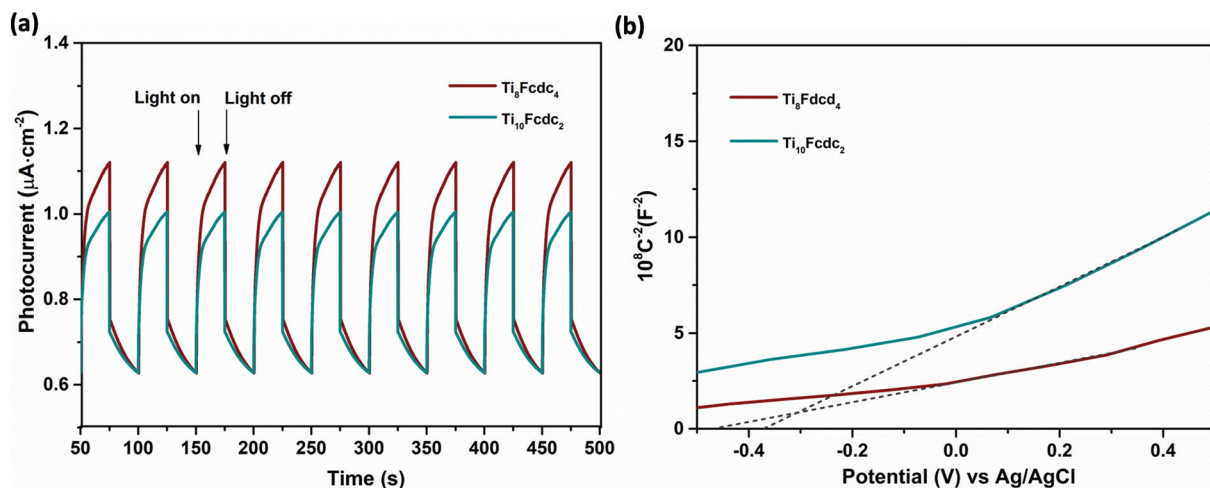 (a)
1.4
1.2
1.0
0.8
0.6
Photocurrent (μA·cm⁻²)
Light on
Light off
Ti₈Fcdc₄
Ti₁₀Fcdc₂
50 100 150 200 250 300 350 400 450 500
Time (s)
(b)
20
15
10
5
0
10⁸C⁻²(F⁻²)
Ti₈Fdcd₄
Ti₁₀Fcdc₂
-0.4 -0.2 0.0 0.2 0.4
Potential (V) vs Ag/AgCl